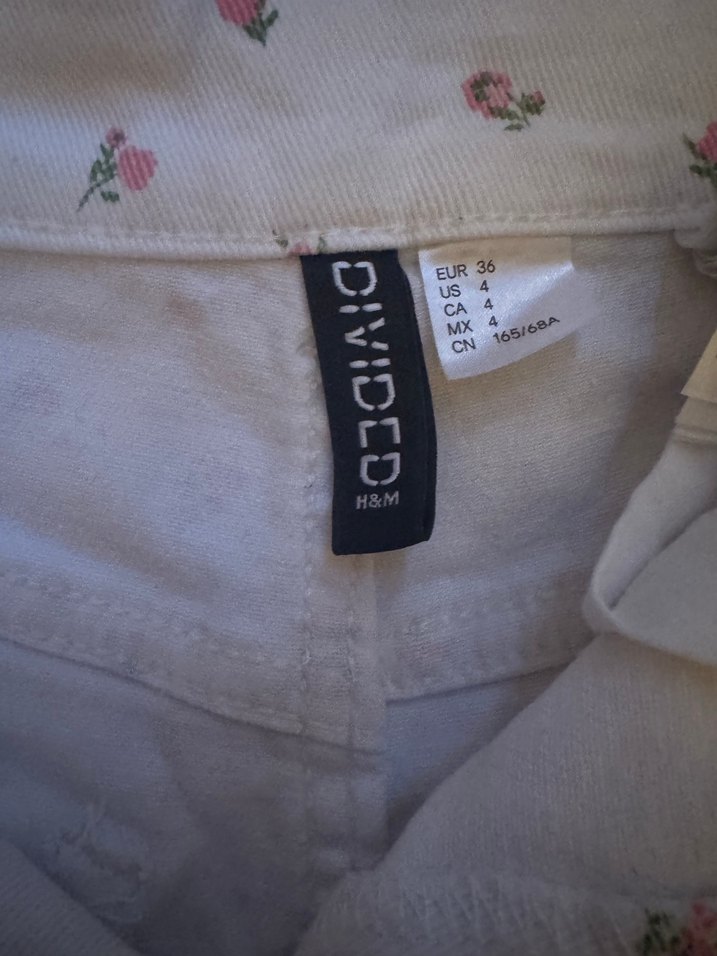 DIVIDED
H&M
EUR 36
US 4
CA 4
MX 4
CN 165/68A